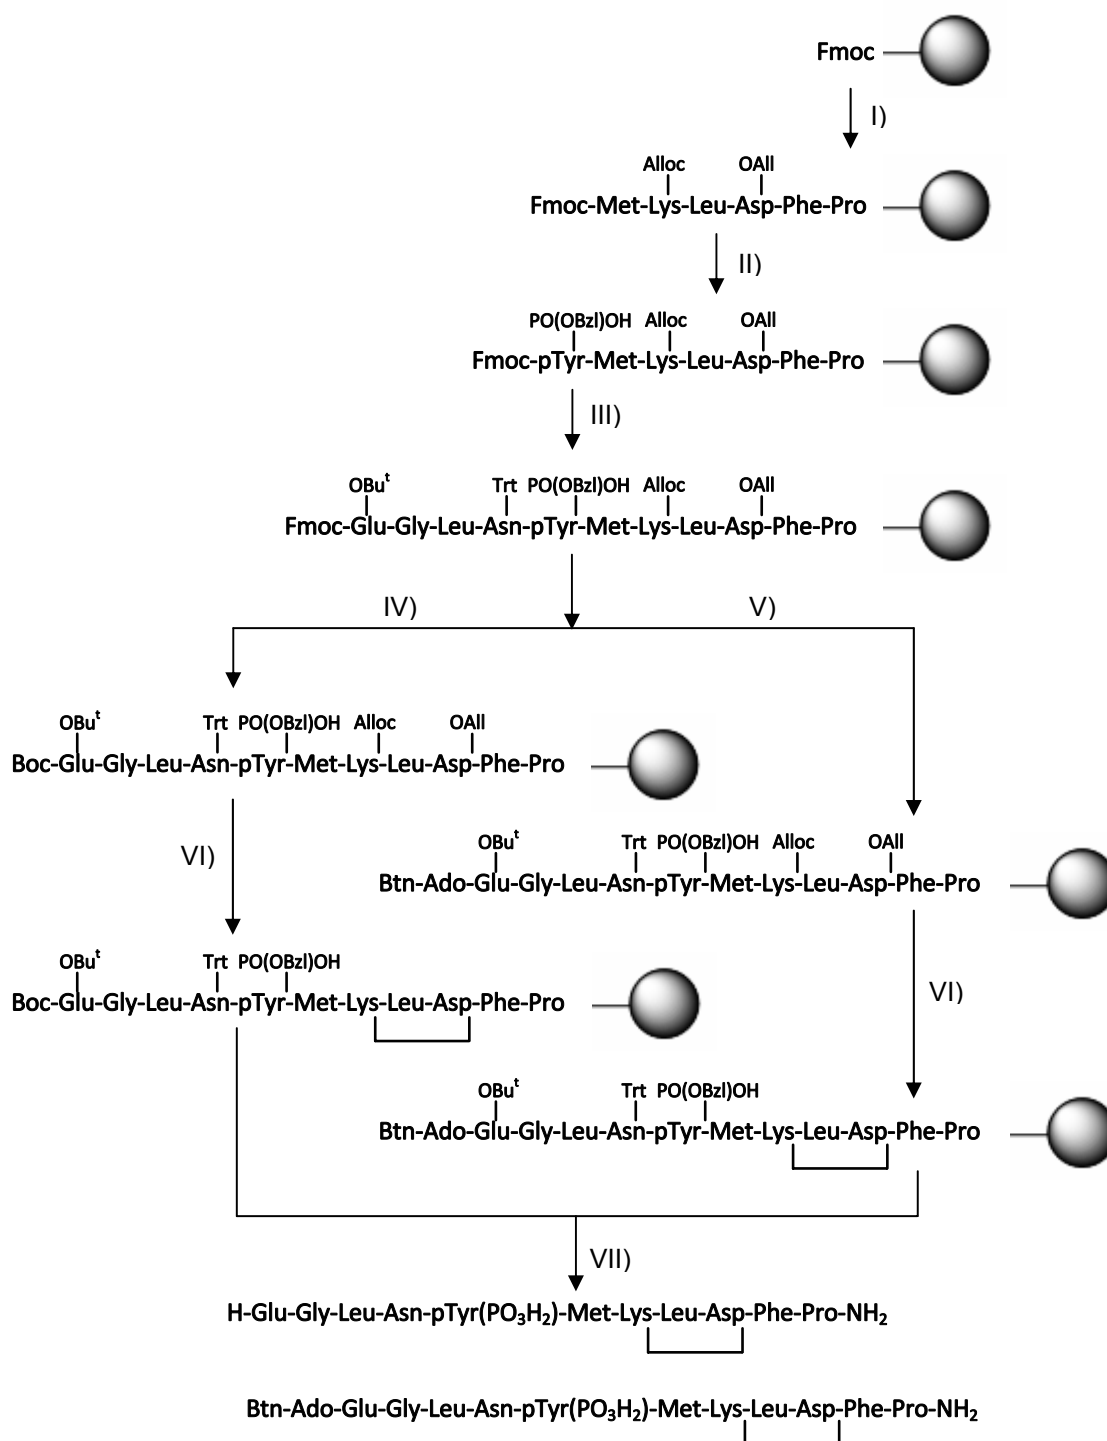 Fmoc
I)
Alloc OAll
Fmoc-Met-Lys-Leu-Asp-Phe-Pro
II)
PO(OBzl)OH Alloc OAll
Fmoc-pTyr-Met-Lys-Leu-Asp-Phe-Pro
III)
OBuᵗ Trt PO(OBzl)OH Alloc OAll
Fmoc-Glu-Gly-Leu-Asn-pTyr-Met-Lys-Leu-Asp-Phe-Pro
IV) V)
OBuᵗ Trt PO(OBzl)OH Alloc OAll
Boc-Glu-Gly-Leu-Asn-pTyr-Met-Lys-Leu-Asp-Phe-Pro
VI)
OBuᵗ Trt PO(OBzl)OH Alloc OAll
Btn-Ado-Glu-Gly-Leu-Asn-pTyr-Met-Lys-Leu-Asp-Phe-Pro
OBuᵗ Trt PO(OBzl)OH
Boc-Glu-Gly-Leu-Asn-pTyr-Met-Lys-Leu-Asp-Phe-Pro
VI)
OBuᵗ Trt PO(OBzl)OH
Btn-Ado-Glu-Gly-Leu-Asn-pTyr-Met-Lys-Leu-Asp-Phe-Pro
VII)
H-Glu-Gly-Leu-Asn-pTyr(PO₃H₂)-Met-Lys-Leu-Asp-Phe-Pro-NH₂
Btn-Ado-Glu-Gly-Leu-Asn-pTyr(PO₃H₂)-Met-Lys-Leu-Asp-Phe-Pro-NH₂